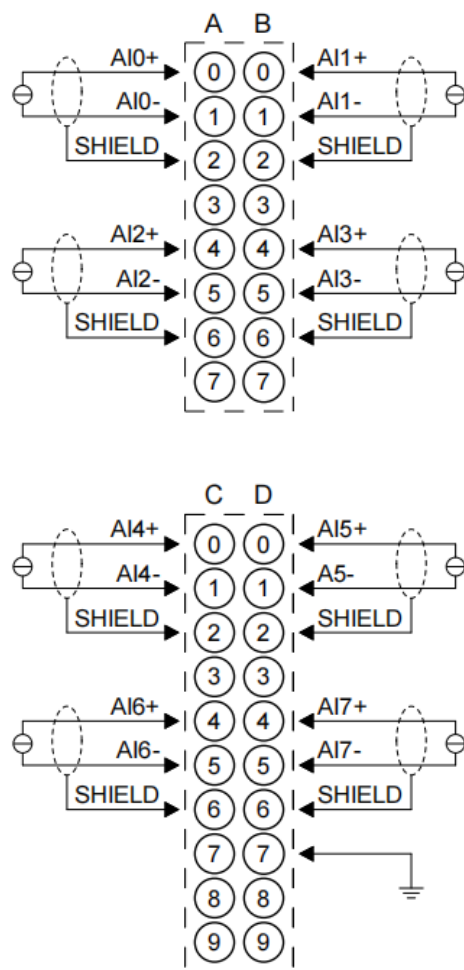 A B
AI0+ 0 0 AI1+
AI0- 1 1 AI1-
SHIELD 2 2 SHIELD
3 3
AI2+ 4 4 AI3+
AI2- 5 5 AI3-
SHIELD 6 6 SHIELD
7 7
C D
AI4+ 0 0 AI5+
AI4- 1 1 A5-
SHIELD 2 2 SHIELD
3 3
AI6+ 4 4 AI7+
AI6- 5 5 AI7-
SHIELD 6 6 SHIELD
7 7
8 8
9 9